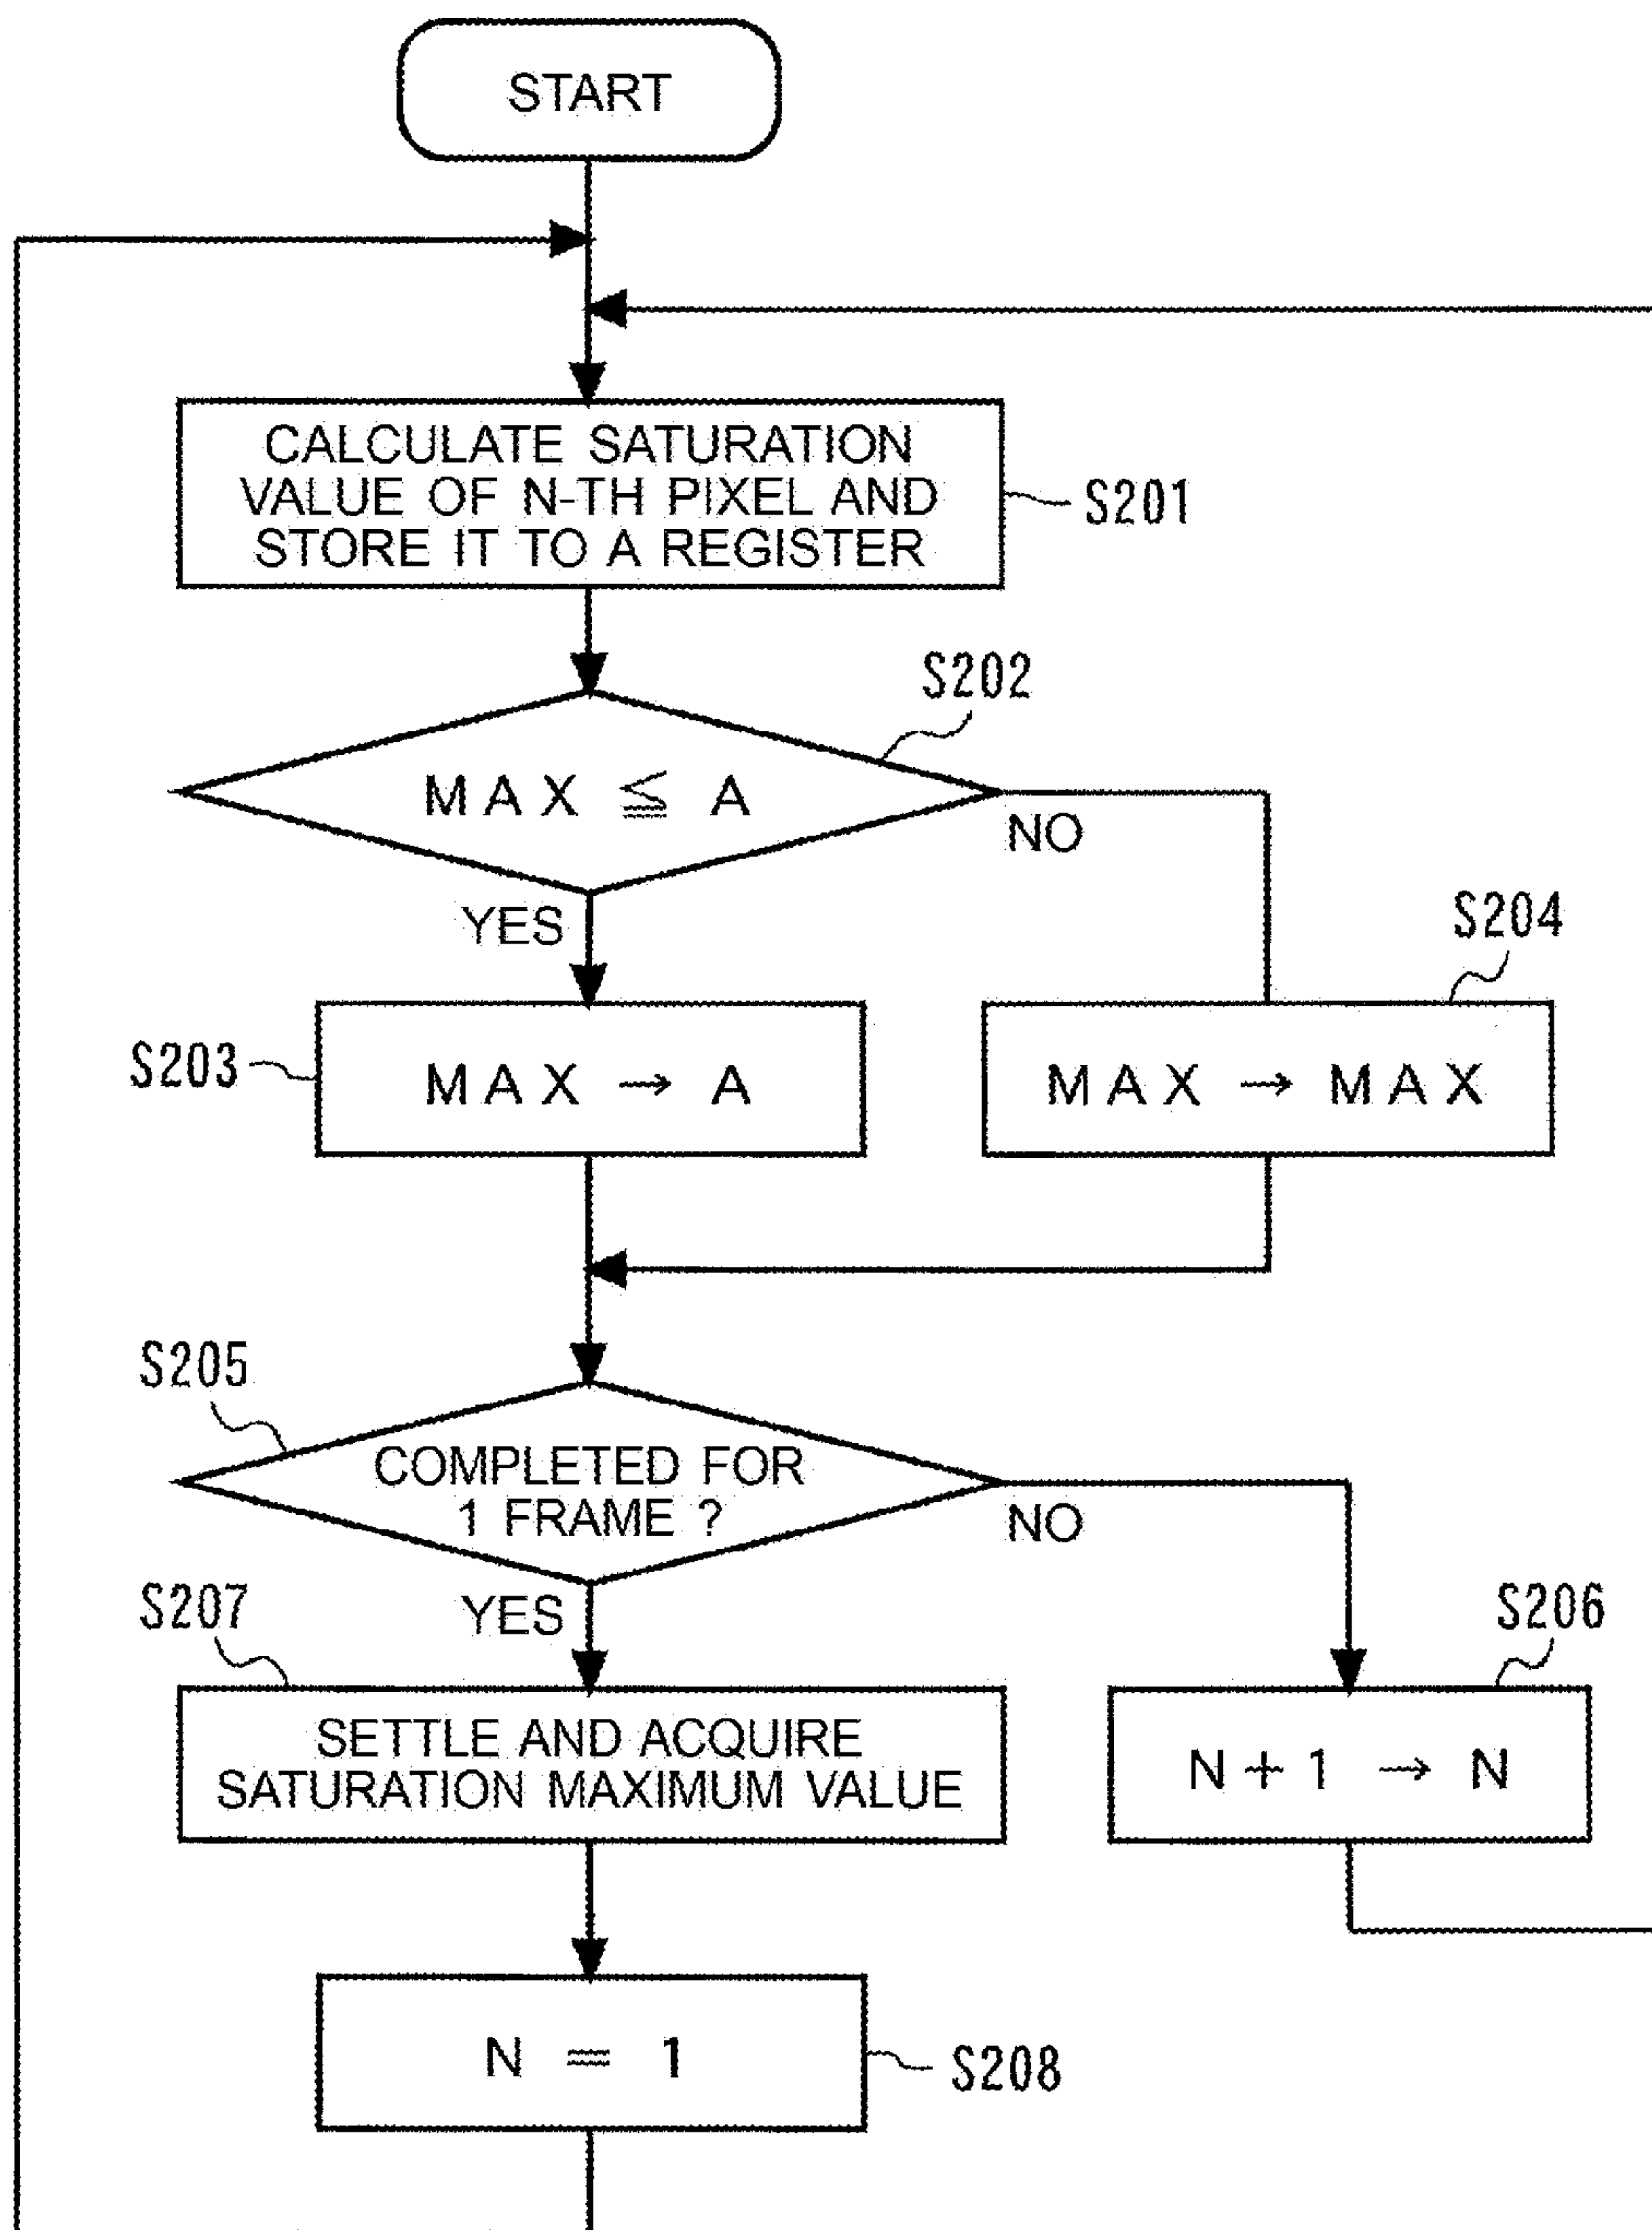 START
CALCULATE SATURATION
VALUE OF N-TH PIXEL AND
STORE IT TO A REGISTER
S201
S202
MAX ≦ A
NO
YES
S204
S203
MAX → A
MAX → MAX
S205
COMPLETED FOR
1 FRAME ?
NO
YES
S207
S206
SETTLE AND ACQUIRE
SATURATION MAXIMUM VALUE
N + 1 → N
N = 1
S208